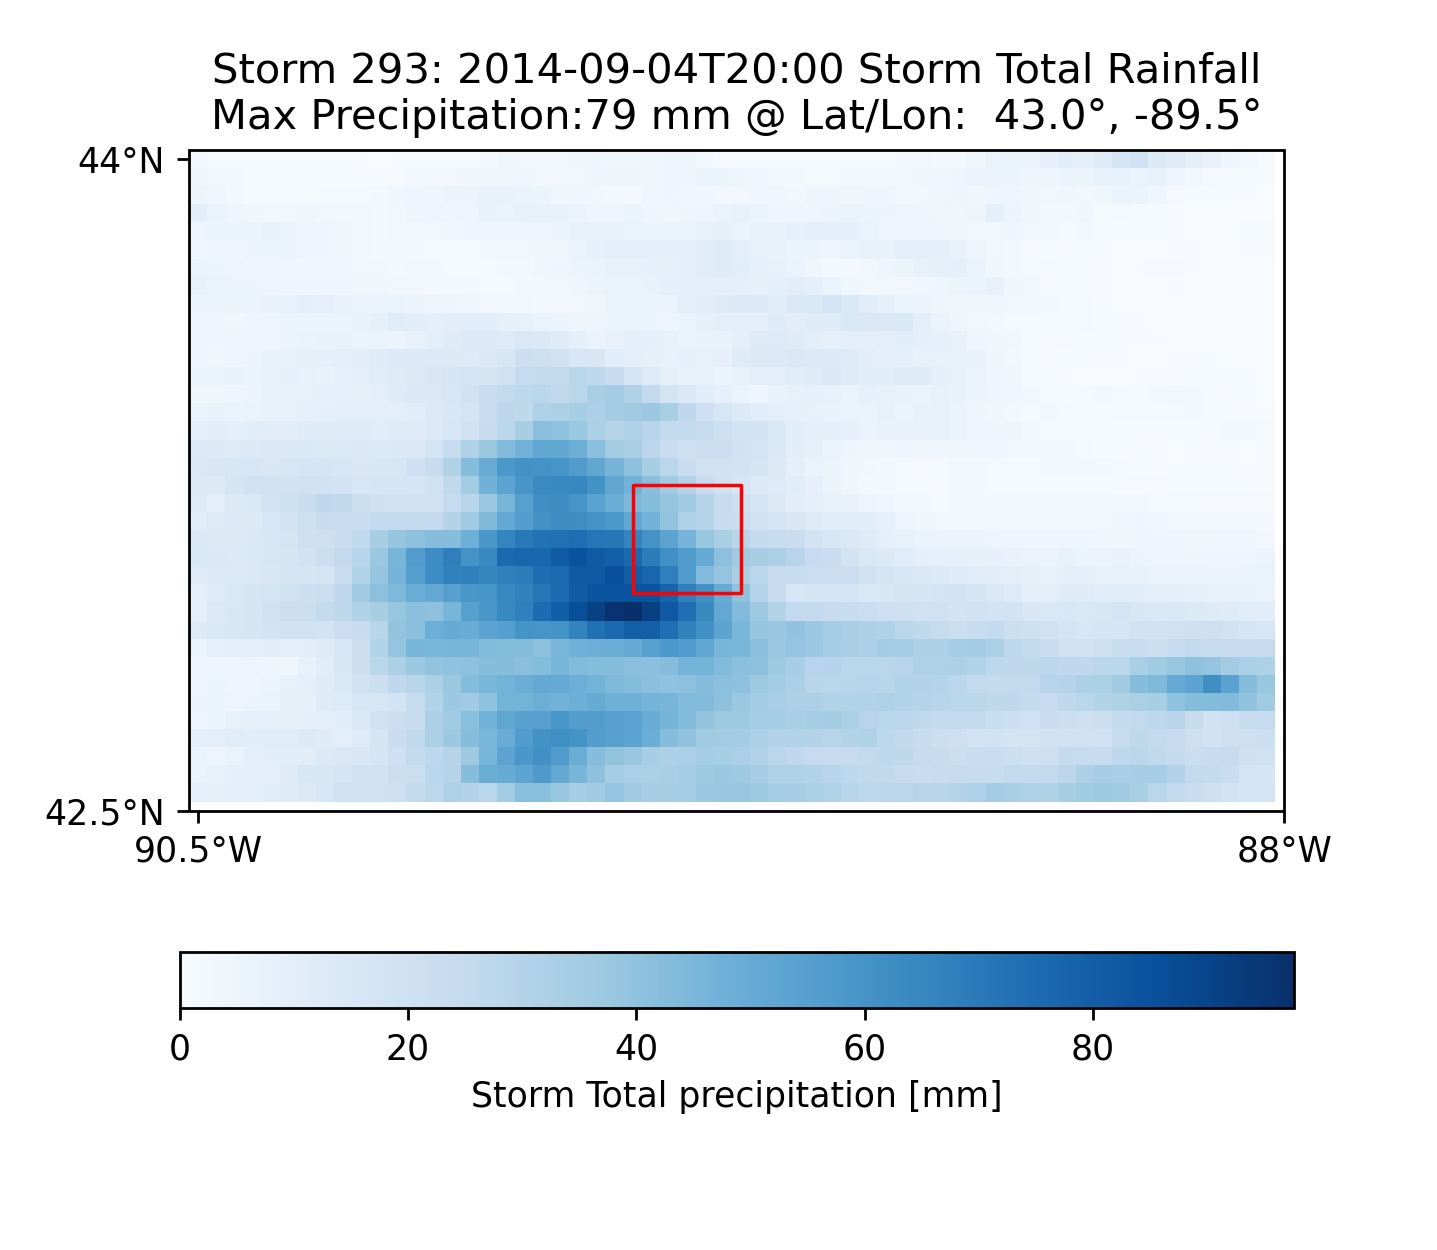 Storm 293: 2014-09-04T20:00 Storm Total Rainfall
Max Precipitation:79 mm @ Lat/Lon:  43.0°, -89.5°
44°N
42.5°N
90.5°W 88°W
0 20 40 60 80
Storm Total precipitation [mm]